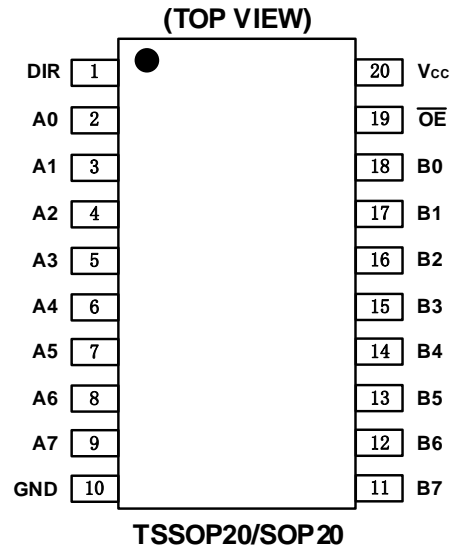 (TOP VIEW)
DIR 1 20 Vcc
A0 2 19 O̅E̅
A1 3 18 B0
A2 4 17 B1
A3 5 16 B2
A4 6 15 B3
A5 7 14 B4
A6 8 13 B5
A7 9 12 B6
GND 10 11 B7
TSSOP20/SOP20